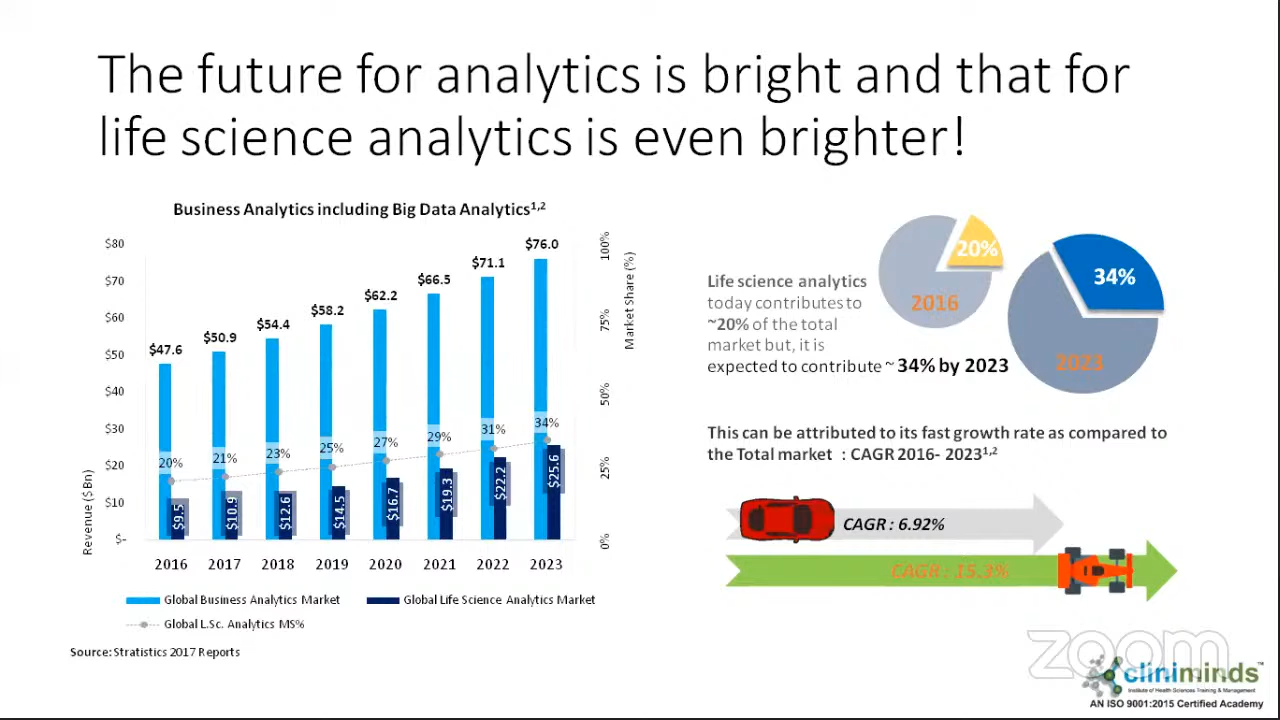 The future for analytics is bright and that for
life science analytics is even brighter!
Business Analytics including Big Data Analytics1,2
$80
$70
$60
$50
$40
$30
$20
$10
$-
Revenue ($Bn)
$47.6
$50.9
$54.4
$58.2
$62.2
$66.5
$71.1
$76.0
20%
21%
23%
25%
27%
29%
31%
34%
$9.5
$10.9
$12.6
$14.5
$16.7
$19.3
$22.2
$25.6
100%
75%
50%
25%
0%
Market Share (%)
2016 2017 2018 2019 2020 2021 2022 2023
Global Business Analytics Market
Global Life Science Analytics Market
Global L.Sc. Analytics MS%
Source: Stratistics 2017 Reports
Life science analytics
today contributes to
~20% of the total
market but, it is
expected to contribute ~ 34% by 2023
20%
2016
34%
2023
This can be attributed to its fast growth rate as compared to
the Total market : CAGR 2016- 20231,2
CAGR : 6.92%
CAGR : 15.3%
zoom
cliniminds™
Institute of Health Sciences Training & Management
AN ISO 9001:2015 Certified Academy